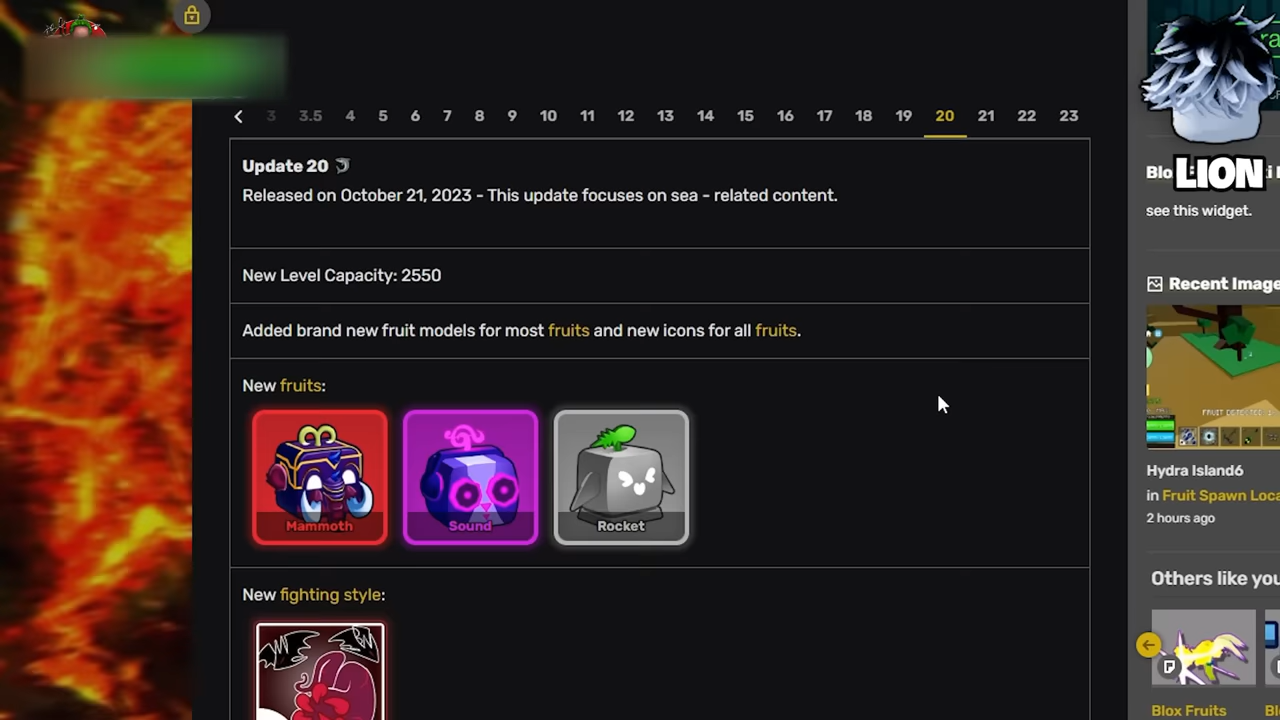 3 3.5 4 5 6 7 8 9 10 11 12 13 14 15 16 17 18 19 20 21 22 23
Update 20
Released on October 21, 2023 - This update focuses on sea - related content.
New Level Capacity: 2550
Added brand new fruit models for most fruits and new icons for all fruits.
New fruits:
Mammoth
Sound
Rocket
New fighting style:
LION
Blo
see this widget.
Recent Image
FRUIT DETECTED
Hydra Island6
in Fruit Spawn Loca
2 hours ago
Others like you
Blox Fruits
Bl